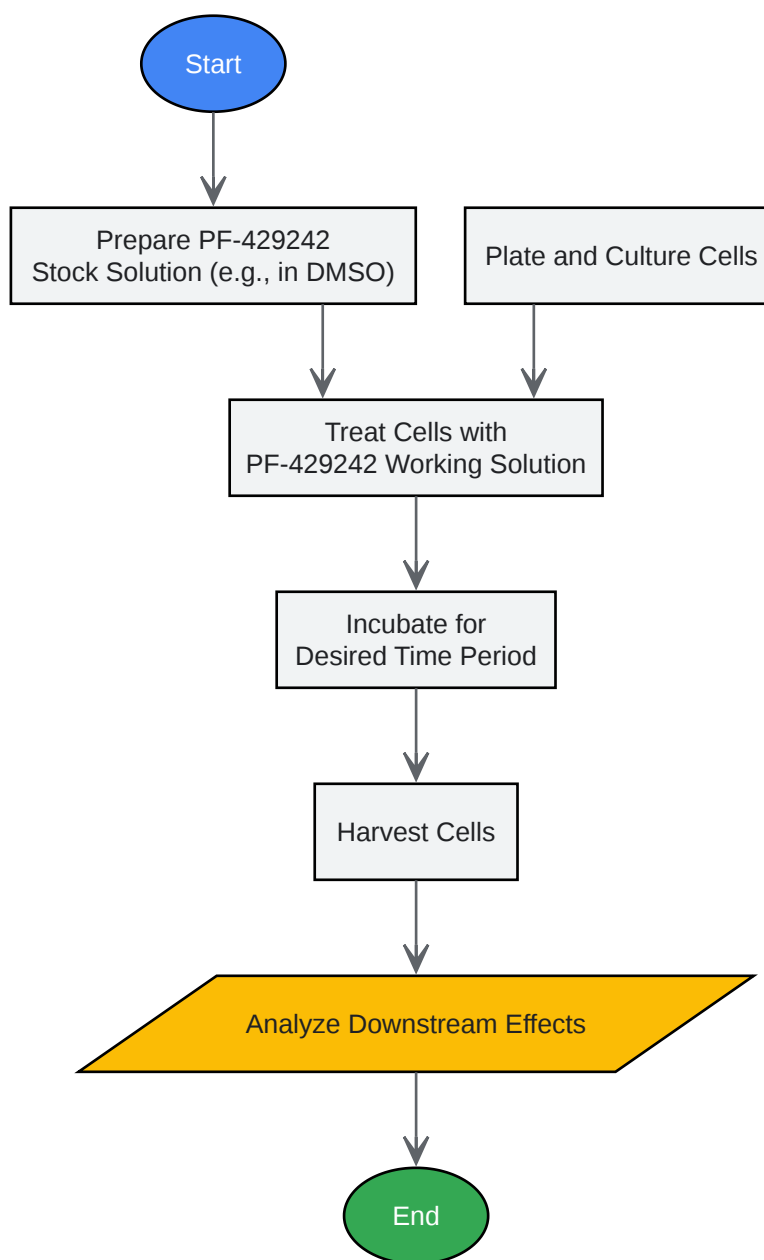 Start
Prepare PF-429242
Stock Solution (e.g., in DMSO)
Plate and Culture Cells
Treat Cells with
PF-429242 Working Solution
Incubate for
Desired Time Period
Harvest Cells
Analyze Downstream Effects
End